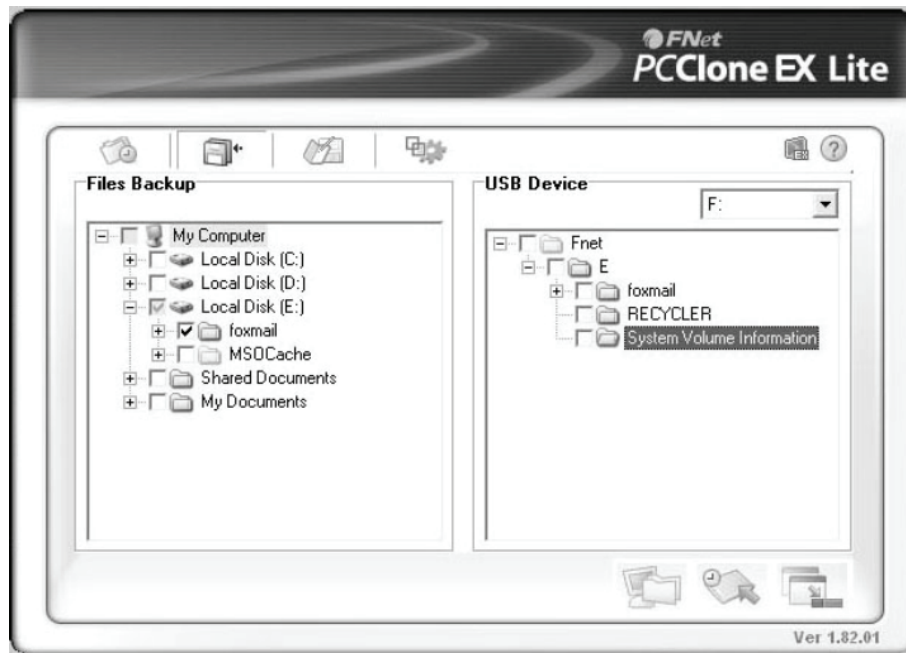 FNet
PCClone EX Lite
EX
?
Files Backup
My Computer
Local Disk (C:)
Local Disk (D:)
Local Disk (E:)
foxmail
MSOCache
Shared Documents
My Documents
USB Device
F:
Fnet
E
foxmail
RECYCLER
System Volume Information
Ver 1.82.01